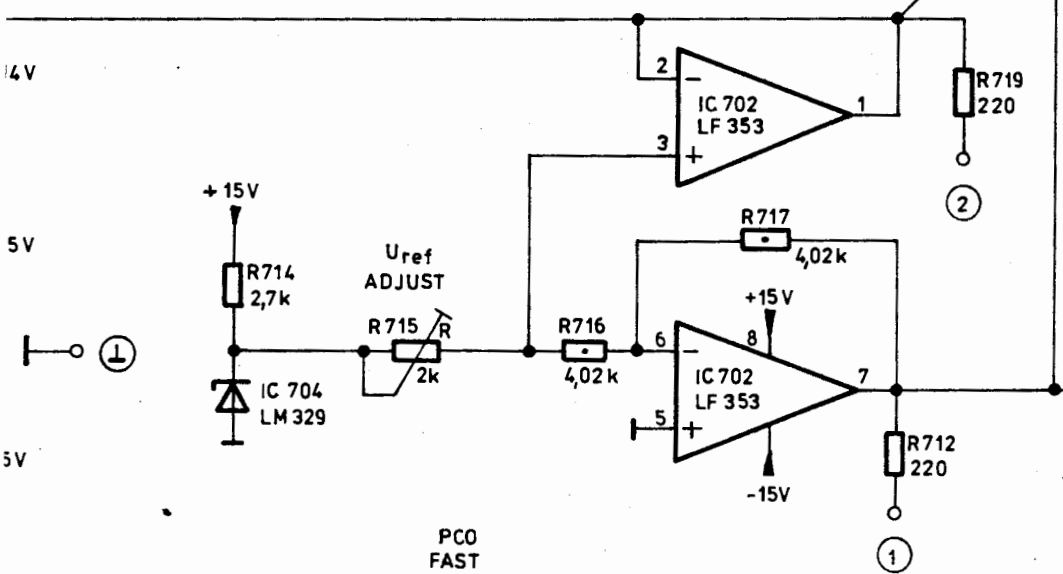 4V
2
3
IC 702
LF 353
1
R719
220
2
+15V
5V
R714
2,7k
Uref
ADJUST
R715
R
2k
R716
4,02k
R717
4,02k
+15V
8
6
5
IC 702
LF 353
7
-15V
IC 704
LM 329
5V
R712
220
1
PCO
FAST